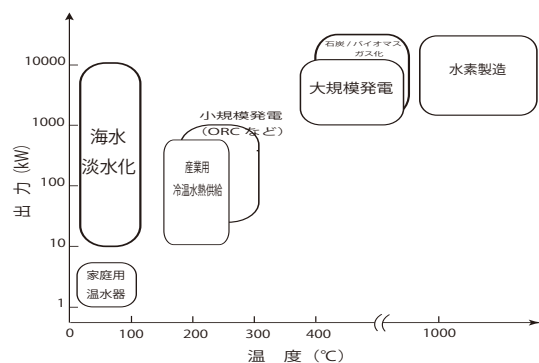 石炭/バイオマス
ガス化
10000
大規模発電
水素製造
小規模発電
(ORCなど)
1000
海水
淡水化
産業用
冷温水熱供給
出力(kW)
100
10
家庭用
温水器
1
0
100
200
300
400
1000
温 度(℃)